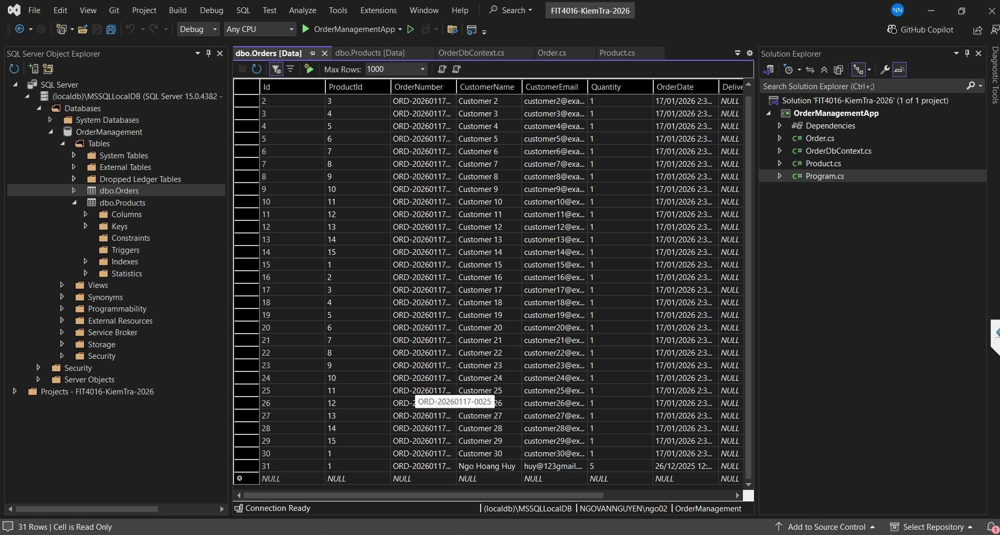 File Edit View Git Project Build Debug SQL Test Analyze Tools Extensions Window Help Search FIT4016-KiemTra-2026 NN
Debug Any CPU OrderManagementApp GitHub Copilot
SQL Server Object Explorer
SQL Server
(localdb)\MSSQLLocalDB (SQL Server 15.0.4382 -
Databases
System Databases
OrderManagement
Tables
System Tables
External Tables
Dropped Ledger Tables
dbo.Orders
dbo.Products
Columns
Keys
Constraints
Triggers
Indexes
Statistics
Views
Synonyms
Programmability
External Resources
Service Broker
Storage
Security
Security
Server Objects
Projects - FIT4016-KiemTra-2026
dbo.Orders [Data] dbo.Products [Data] OrderDbContext.cs Order.cs Product.cs
Max Rows: 1000
Id ProductId OrderNumber CustomerName CustomerEmail Quantity OrderDate Delive
2 3 ORD-20260117... Customer 2 customer2@exa... 1 17/01/2026 2:3... NULL
3 4 ORD-20260117... Customer 3 customer3@exa... 1 17/01/2026 2:3... NULL
4 5 ORD-20260117... Customer 4 customer4@exa... 1 17/01/2026 2:3... NULL
5 6 ORD-20260117... Customer 5 customer5@exa... 1 17/01/2026 2:3... NULL
6 7 ORD-20260117... Customer 6 customer6@exa... 1 17/01/2026 2:3... NULL
7 8 ORD-20260117... Customer 7 customer7@exa... 1 17/01/2026 2:3... NULL
8 9 ORD-20260117... Customer 8 customer8@exa... 1 17/01/2026 2:3... NULL
9 10 ORD-20260117... Customer 9 customer9@exa... 1 17/01/2026 2:3... NULL
10 11 ORD-20260117... Customer 10 customer10@ex... 1 17/01/2026 2:3... NULL
11 12 ORD-20260117... Customer 11 customer11@ex... 1 17/01/2026 2:3... NULL
12 13 ORD-20260117... Customer 12 customer12@ex... 1 17/01/2026 2:3... NULL
13 14 ORD-20260117... Customer 13 customer13@ex... 1 17/01/2026 2:3... NULL
14 15 ORD-20260117... Customer 14 customer14@ex... 1 17/01/2026 2:3... NULL
15 1 ORD-20260117... Customer 15 customer15@ex... 1 17/01/2026 2:3... NULL
16 2 ORD-20260117... Customer 16 customer16@ex... 1 17/01/2026 2:3... NULL
17 3 ORD-20260117... Customer 17 customer17@ex... 1 17/01/2026 2:3... NULL
18 4 ORD-20260117... Customer 18 customer18@ex... 1 17/01/2026 2:3... NULL
19 5 ORD-20260117... Customer 19 customer19@ex... 1 17/01/2026 2:3... NULL
20 6 ORD-20260117... Customer 20 customer20@ex... 1 17/01/2026 2:3... NULL
21 7 ORD-20260117... Customer 21 customer21@ex... 1 17/01/2026 2:3... NULL
22 8 ORD-20260117... Customer 22 customer22@ex... 1 17/01/2026 2:3... NULL
23 9 ORD-20260117... Customer 23 customer23@ex... 1 17/01/2026 2:3... NULL
24 10 ORD-20260117... Customer 24 customer24@ex... 1 17/01/2026 2:3... NULL
25 11 ORD-20260117... Customer 25 customer25@ex... 1 17/01/2026 2:3... NULL
ORD-20260117-0025
26 12 ORD-2 26 customer26@ex... 1 17/01/2026 2:3... NULL
27 13 ORD-20260117... Customer 27 customer27@ex... 1 17/01/2026 2:3... NULL
28 14 ORD-20260117... Customer 28 customer28@ex... 1 17/01/2026 2:3... NULL
29 15 ORD-20260117... Customer 29 customer29@ex... 1 17/01/2026 2:3... NULL
30 1 ORD-20260117... Customer 30 customer30@ex... 1 17/01/2026 2:3... NULL
31 1 ORD-20260117... Ngo Hoang Huy huy@123gmail.... 5 26/12/2025 12:... NULL
NULL NULL NULL NULL NULL NULL NULL NULL
Connection Ready (localdb)\MSSQLLocalDB NGOVANNGUYEN\ngo02 OrderManagement
Solution Explorer
Search Solution Explorer (Ctrl+;)
Solution 'FIT4016-KiemTra-2026' (1 of 1 project)
OrderManagementApp
Dependencies
C# Order.cs
C# OrderDbContext.cs
C# Product.cs
C# Program.cs
Diagnostic Tools
31 Rows | Cell is Read Only Add to Source Control Select Repository 1